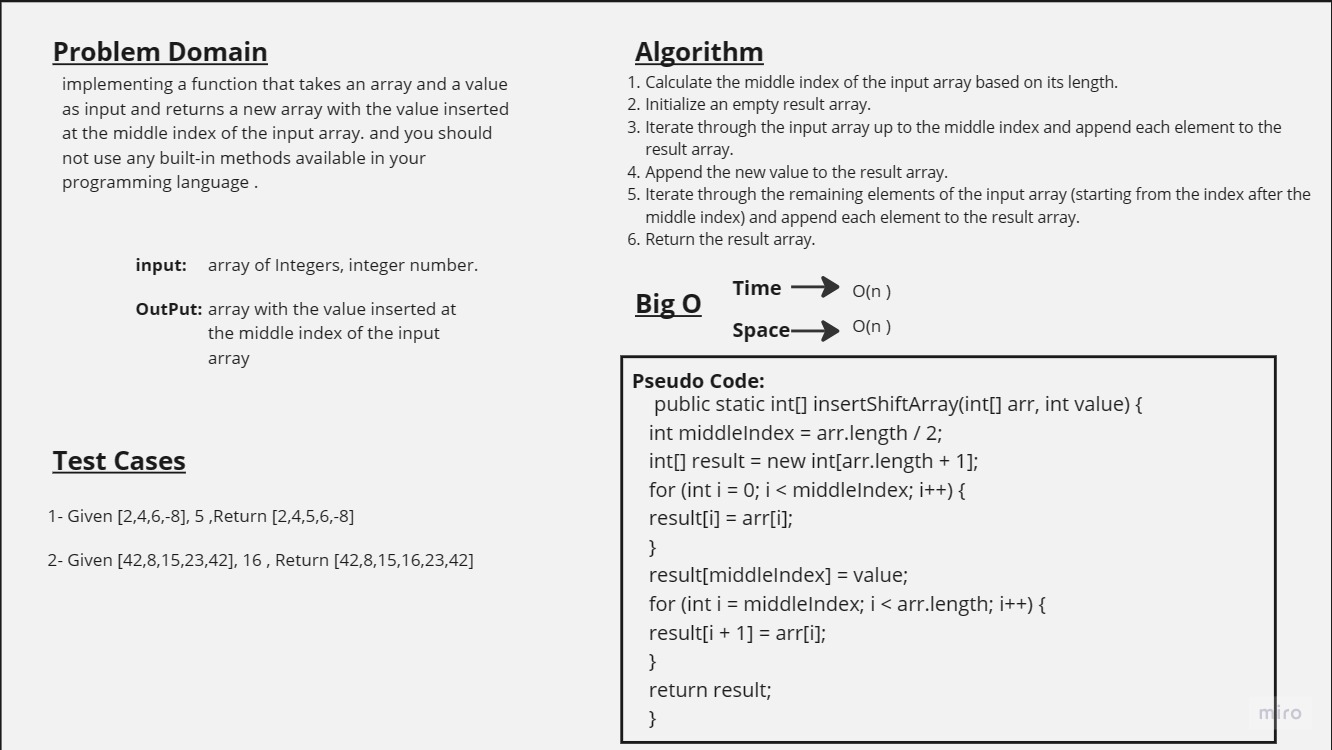 Problem Domain
implementing a function that takes an array and a value
as input and returns a new array with the value inserted
at the middle index of the input array. and you should
not use any built-in methods available in your
programming language .
input: array of Integers, integer number.
OutPut: array with the value inserted at
the middle index of the input
array
Test Cases
1- Given [2,4,6,-8], 5 ,Return [2,4,5,6,-8]
2- Given [42,8,15,23,42], 16 , Return [42,8,15,16,23,42]
Algorithm
1. Calculate the middle index of the input array based on its length.
2. Initialize an empty result array.
3. Iterate through the input array up to the middle index and append each element to the
result array.
4. Append the new value to the result array.
5. Iterate through the remaining elements of the input array (starting from the index after the
middle index) and append each element to the result array.
6. Return the result array.
Big O
Time O(n )
Space O(n )
Pseudo Code:
public static int[] insertShiftArray(int[] arr, int value) {
int middleIndex = arr.length / 2;
int[] result = new int[arr.length + 1];
for (int i = 0; i < middleIndex; i++) {
result[i] = arr[i];
}
result[middleIndex] = value;
for (int i = middleIndex; i < arr.length; i++) {
result[i + 1] = arr[i];
}
return result;
}
miro